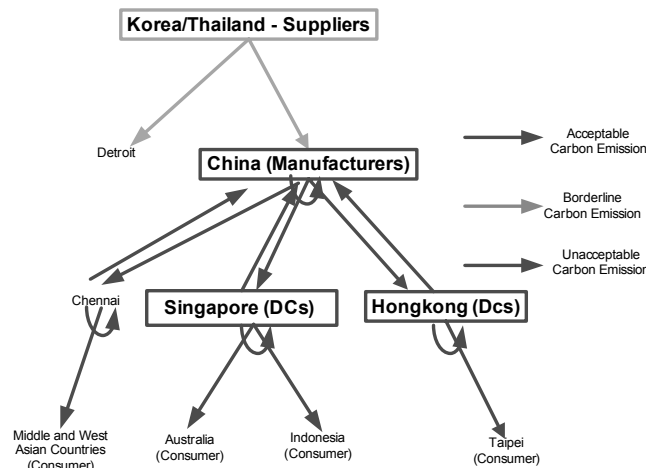 Korea/Thailand - Suppliers
Detroit
China (Manufacturers)
Acceptable
Carbon Emission
Borderline
Carbon Emission
Unacceptable
Carbon Emission
Chennai
Singapore (DCs)
Hongkong (Dcs)
Middle and West
Asian Countries
(Consumer)
Australia
(Consumer)
Indonesia
(Consumer)
Taipei
(Consumer)